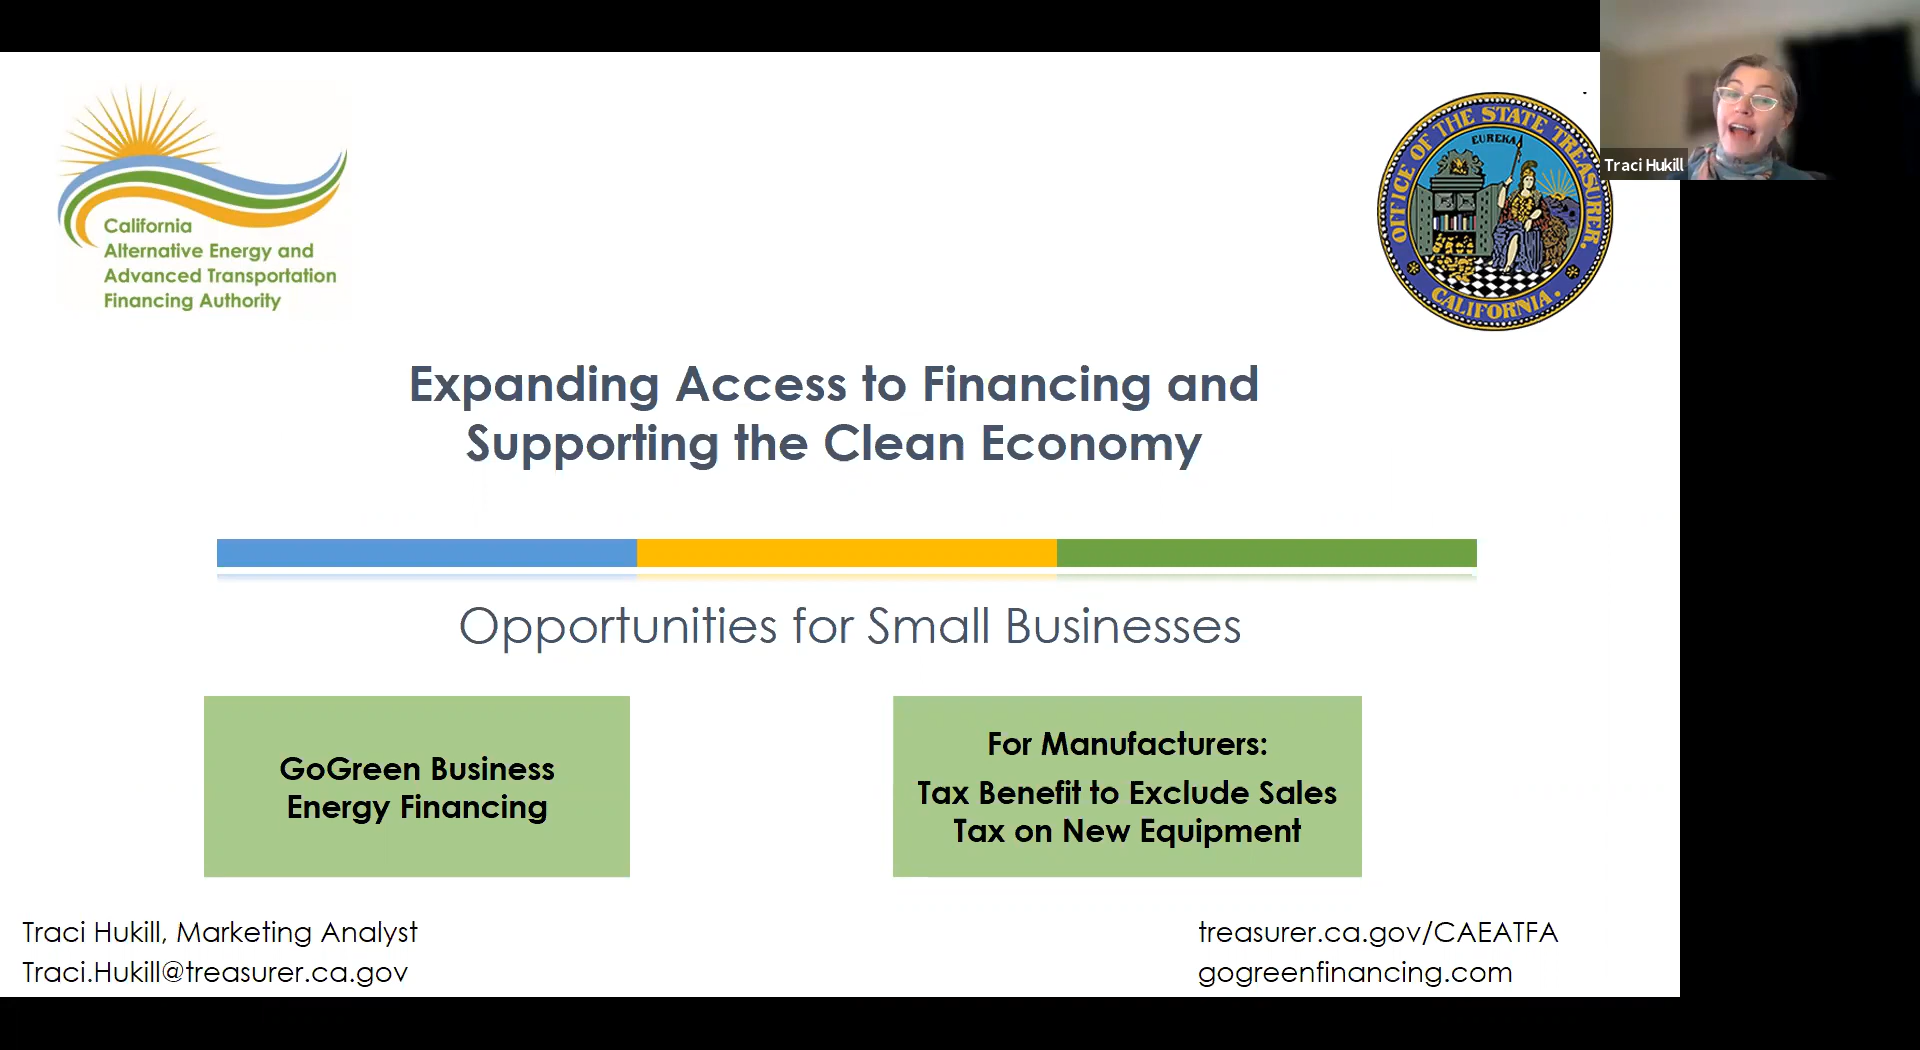 California
Alternative Energy and
Advanced Transportation
Financing Authority
OFFICE OF THE STATE TREASURER.
EUREKA
CALIFORNIA.
Traci Hukill
Expanding Access to Financing and
Supporting the Clean Economy
Opportunities for Small Businesses
GoGreen Business
Energy Financing
For Manufacturers:
Tax Benefit to Exclude Sales
Tax on New Equipment
Traci Hukill, Marketing Analyst
Traci.Hukill@treasurer.ca.gov
treasurer.ca.gov/CAEATFA
gogreenfinancing.com